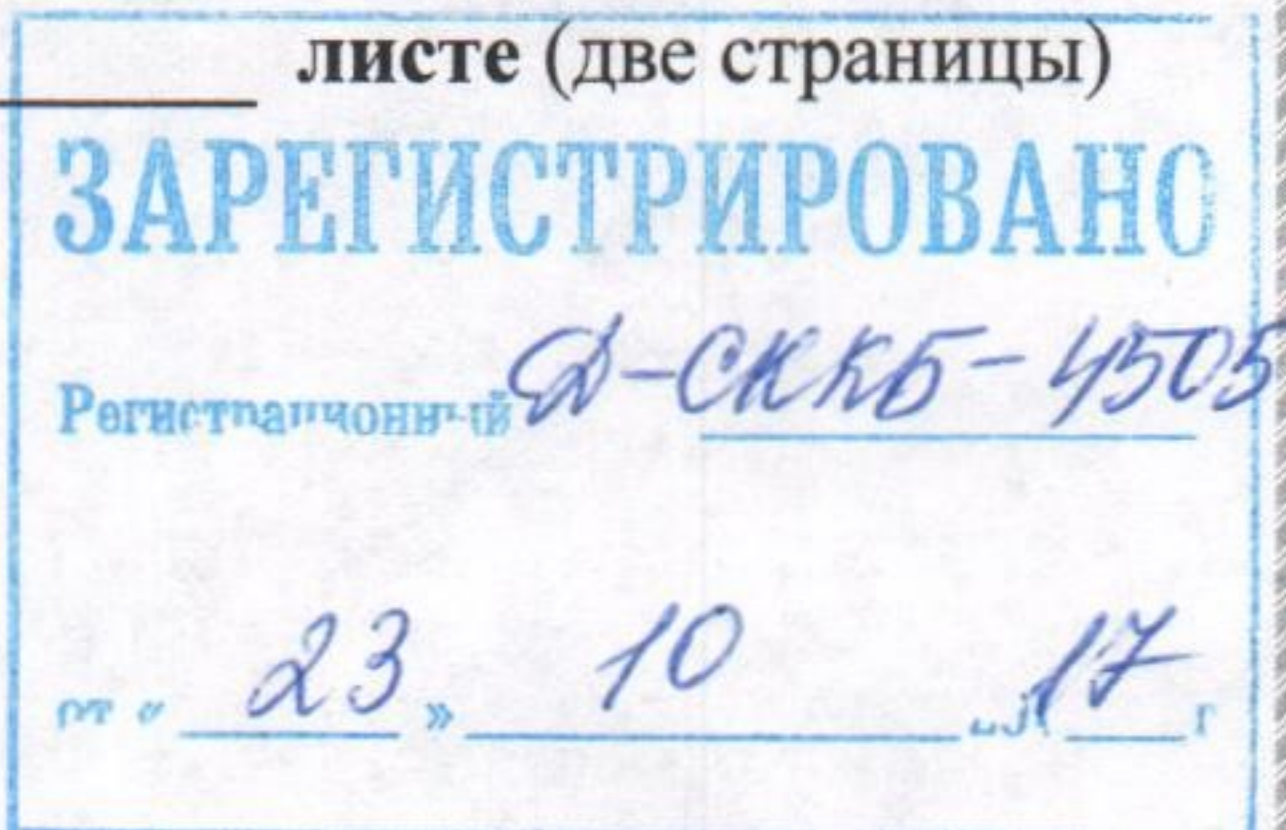 листе (две страницы)
ЗАРЕГИСТРИРОВАНО
Регистрационный Д-СККБ-4505
от « 23 » 10 17 г